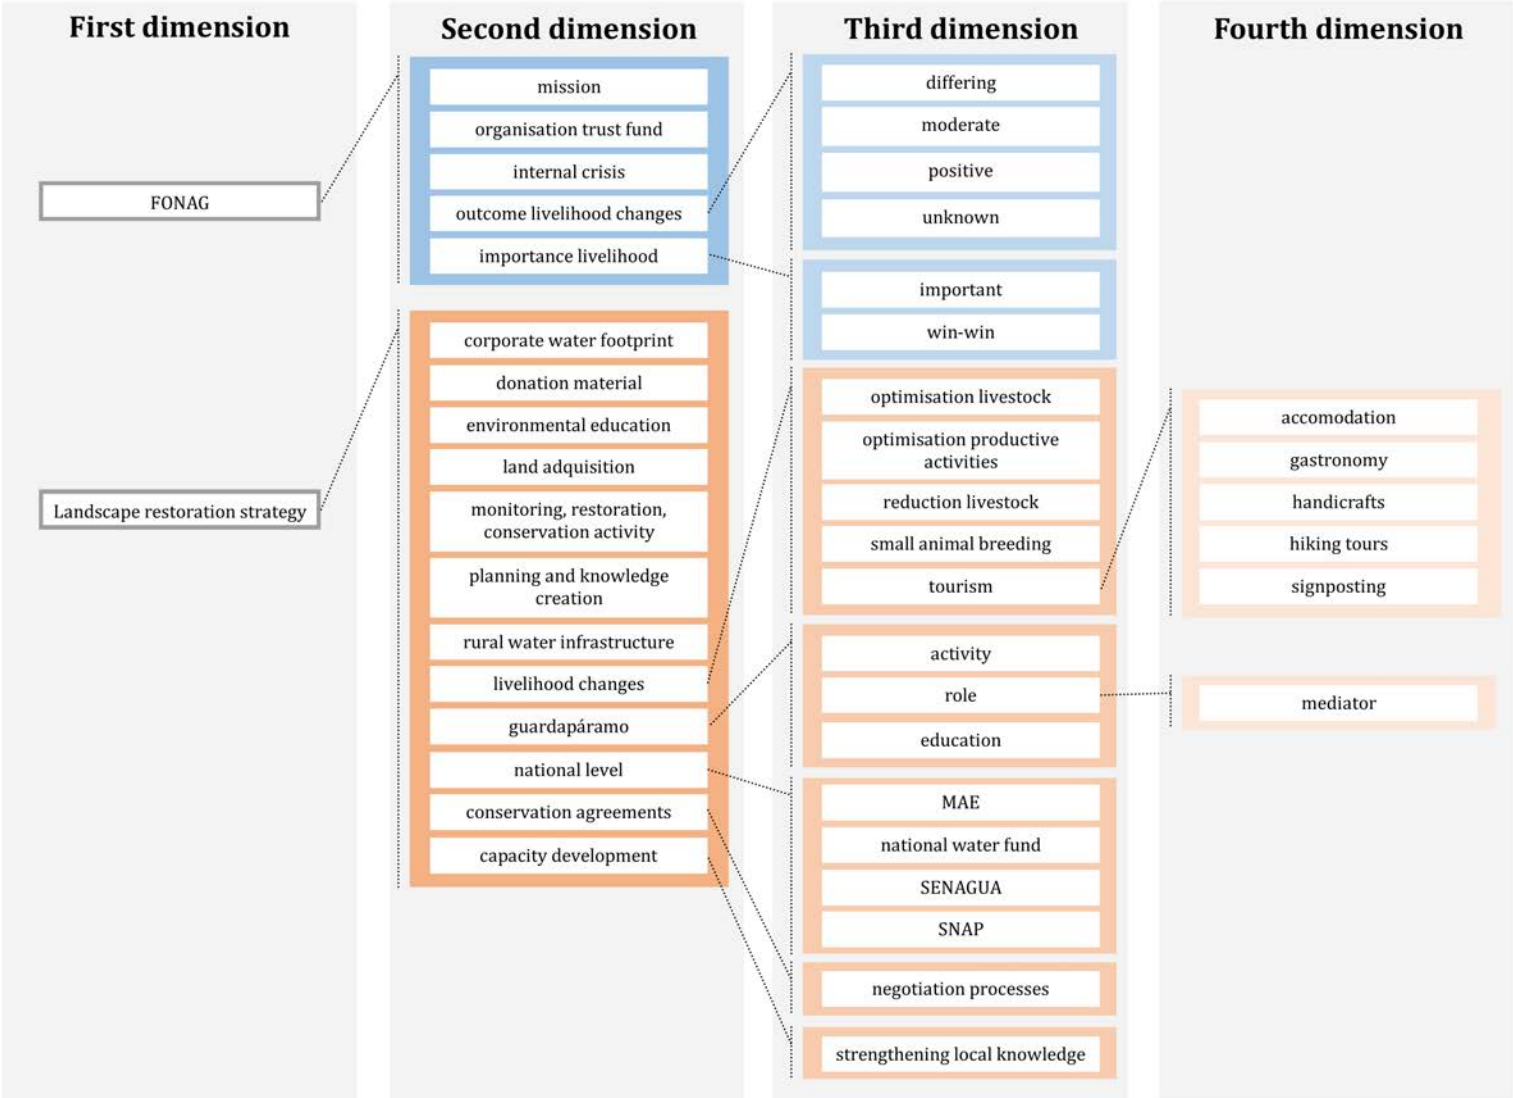 First dimension
FONAG
Landscape restoration strategy
Second dimension
mission
organisation trust fund
internal crisis
outcome livelihood changes
importance livelihood
corporate water footprint
donation material
environmental education
land adquisition
monitoring, restoration,
conservation activity
planning and knowledge
creation
rural water infrastructure
livelihood changes
guardapáramo
national level
conservation agreements
capacity development
Third dimension
differing
moderate
positive
unknown
important
win-win
optimisation livestock
optimisation productive
activities
reduction livestock
small animal breeding
tourism
activity
role
education
MAE
national water fund
SENAGUA
SNAP
negotiation processes
strengthening local knowledge
Fourth dimension
accomodation
gastronomy
handicrafts
hiking tours
signposting
mediator